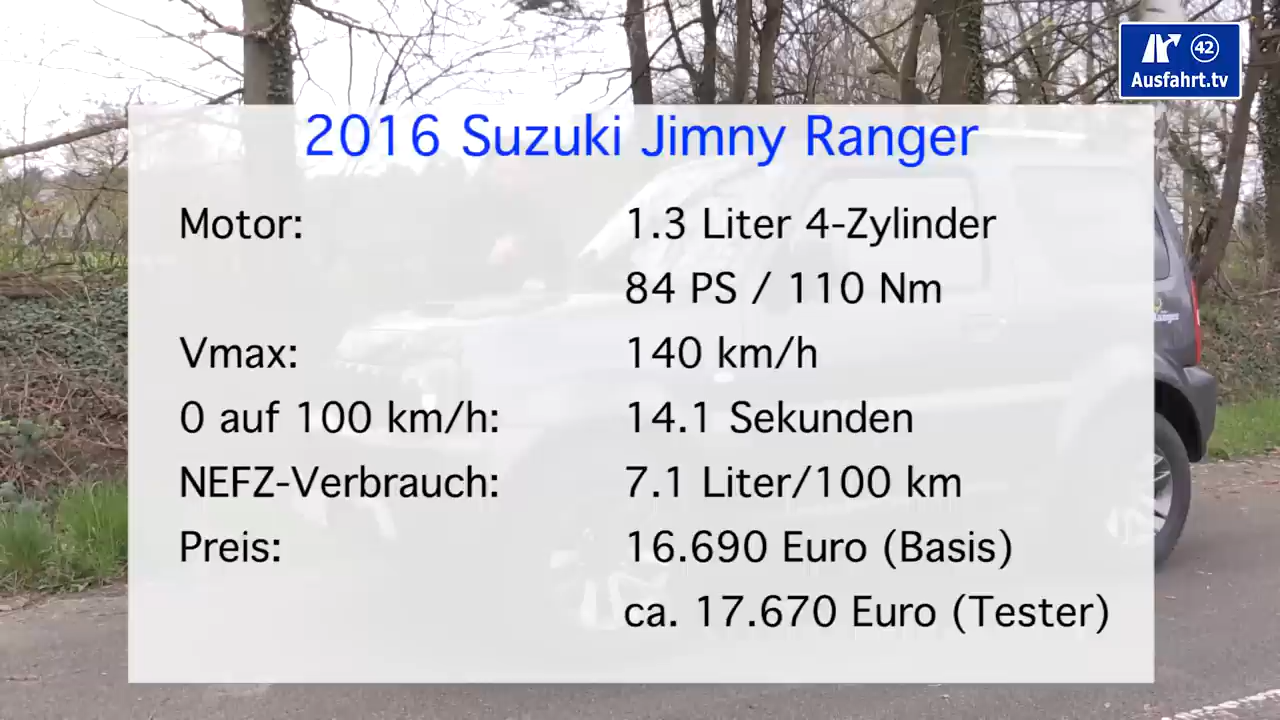 42
Ausfahrt.tv
2016 Suzuki Jimny Ranger
Motor: 1.3 Liter 4-Zylinder
84 PS / 110 Nm
Vmax: 140 km/h
0 auf 100 km/h: 14.1 Sekunden
NEFZ-Verbrauch: 7.1 Liter/100 km
Preis: 16.690 Euro (Basis)
ca. 17.670 Euro (Tester)
Ranger